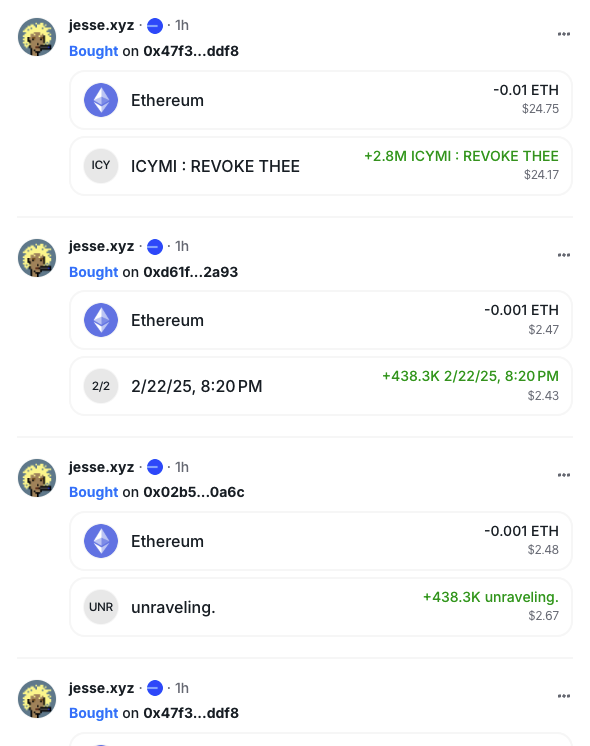 jesse.xyz · · 1h
Bought on 0x47f3...ddf8
Ethereum
-0.01 ETH
$24.75
ICY
ICYMI : REVOKE THEE
+2.8M ICYMI : REVOKE THEE
$24.17
jesse.xyz · · 1h
Bought on 0xd61f...2a93
Ethereum
-0.001 ETH
$2.47
2/2
2/22/25, 8:20 PM
+438.3K 2/22/25, 8:20 PM
$2.43
jesse.xyz · · 1h
Bought on 0x02b5...0a6c
Ethereum
-0.001 ETH
$2.48
UNR
unraveling.
+438.3K unraveling.
$2.67
jesse.xyz · · 1h
Bought on 0x47f3...ddf8